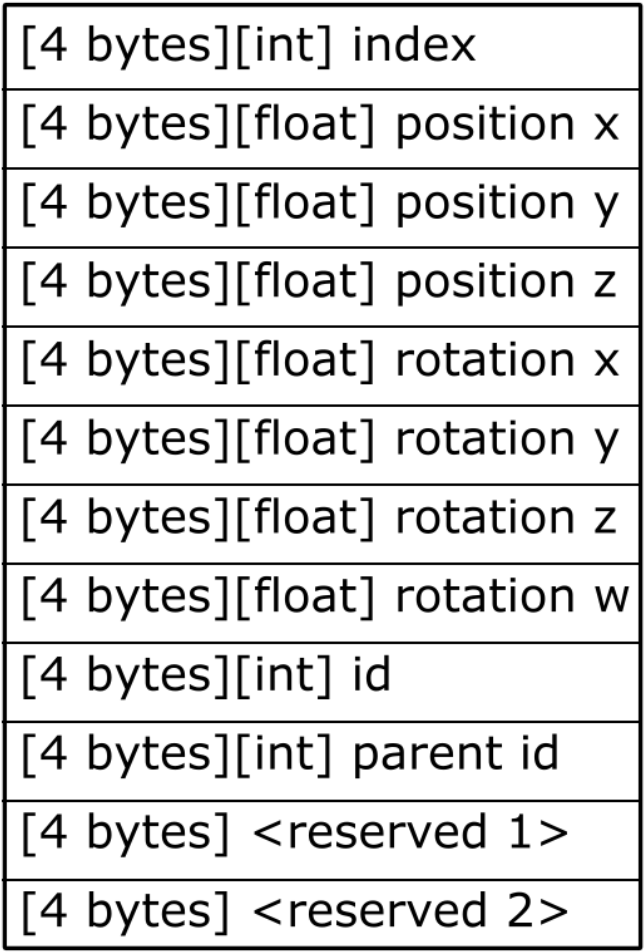 [4 bytes][int] index
[4 bytes][float] position x
[4 bytes][float] position y
[4 bytes][float] position z
[4 bytes][float] rotation x
[4 bytes][float] rotation y
[4 bytes][float] rotation z
[4 bytes][float] rotation w
[4 bytes][int] id
[4 bytes][int] parent id
[4 bytes] <reserved 1>
[4 bytes] <reserved 2>